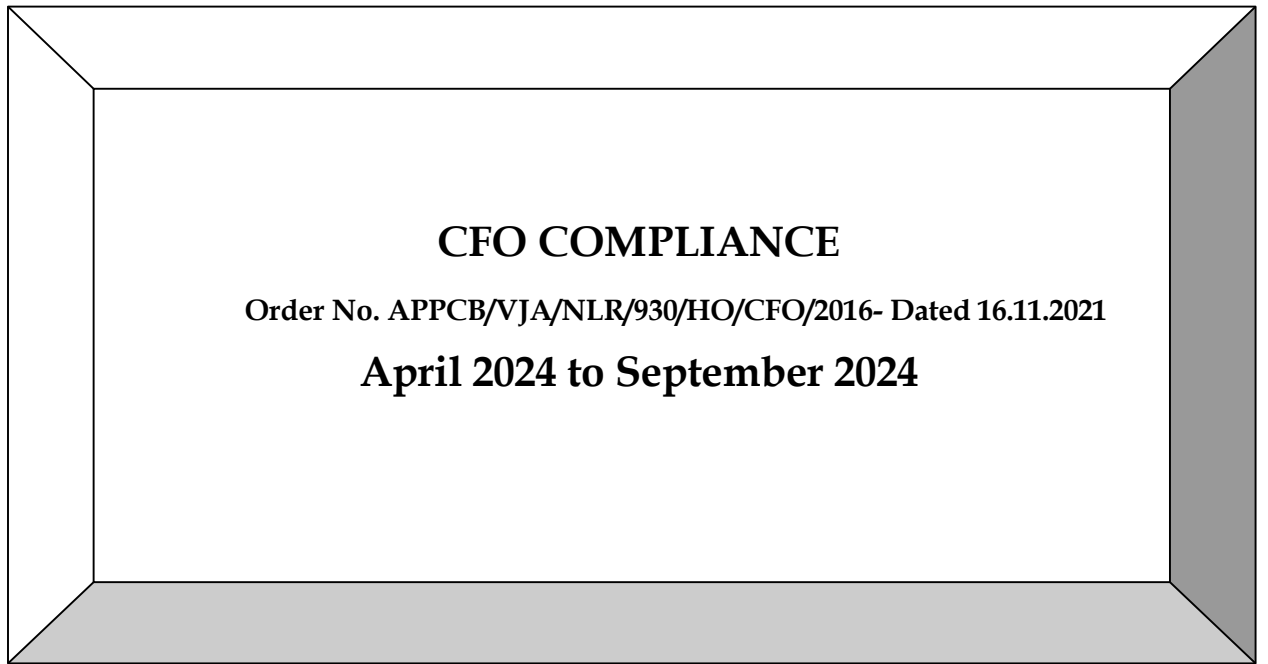 CFO COMPLIANCE
Order No. APPCB/VJA/NLR/930/HO/CFO/2016- Dated 16.11.2021
April 2024 to September 2024